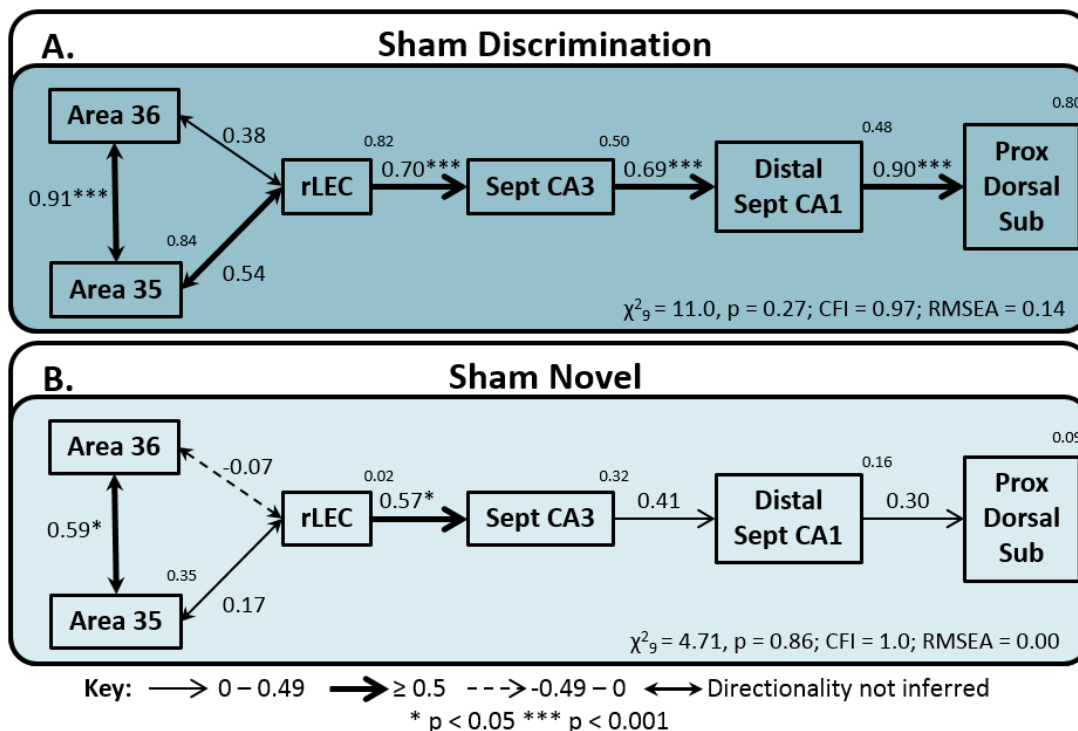 A.
Sham Discrimination
0.80
Area 36
0.38
0.82
0.50
0.48
0.91***
rLEC
0.70***
Sept CA3
0.69***
Distal
Sept CA1
0.90***
Prox
Dorsal
Sub
0.84
0.54
Area 35
χ²₉ = 11.0, p = 0.27; CFI = 0.97; RMSEA = 0.14
B.
Sham Novel
0.09
Area 36
-0.07
0.02
0.32
0.16
0.59*
rLEC
0.57*
Sept CA3
0.41
Distal
Sept CA1
0.30
Prox
Dorsal
Sub
0.35
0.17
Area 35
χ²₉ = 4.71, p = 0.86; CFI = 1.0; RMSEA = 0.00
Key: 0 – 0.49 ≥ 0.5 -0.49 – 0 Directionality not inferred
* p < 0.05 *** p < 0.001